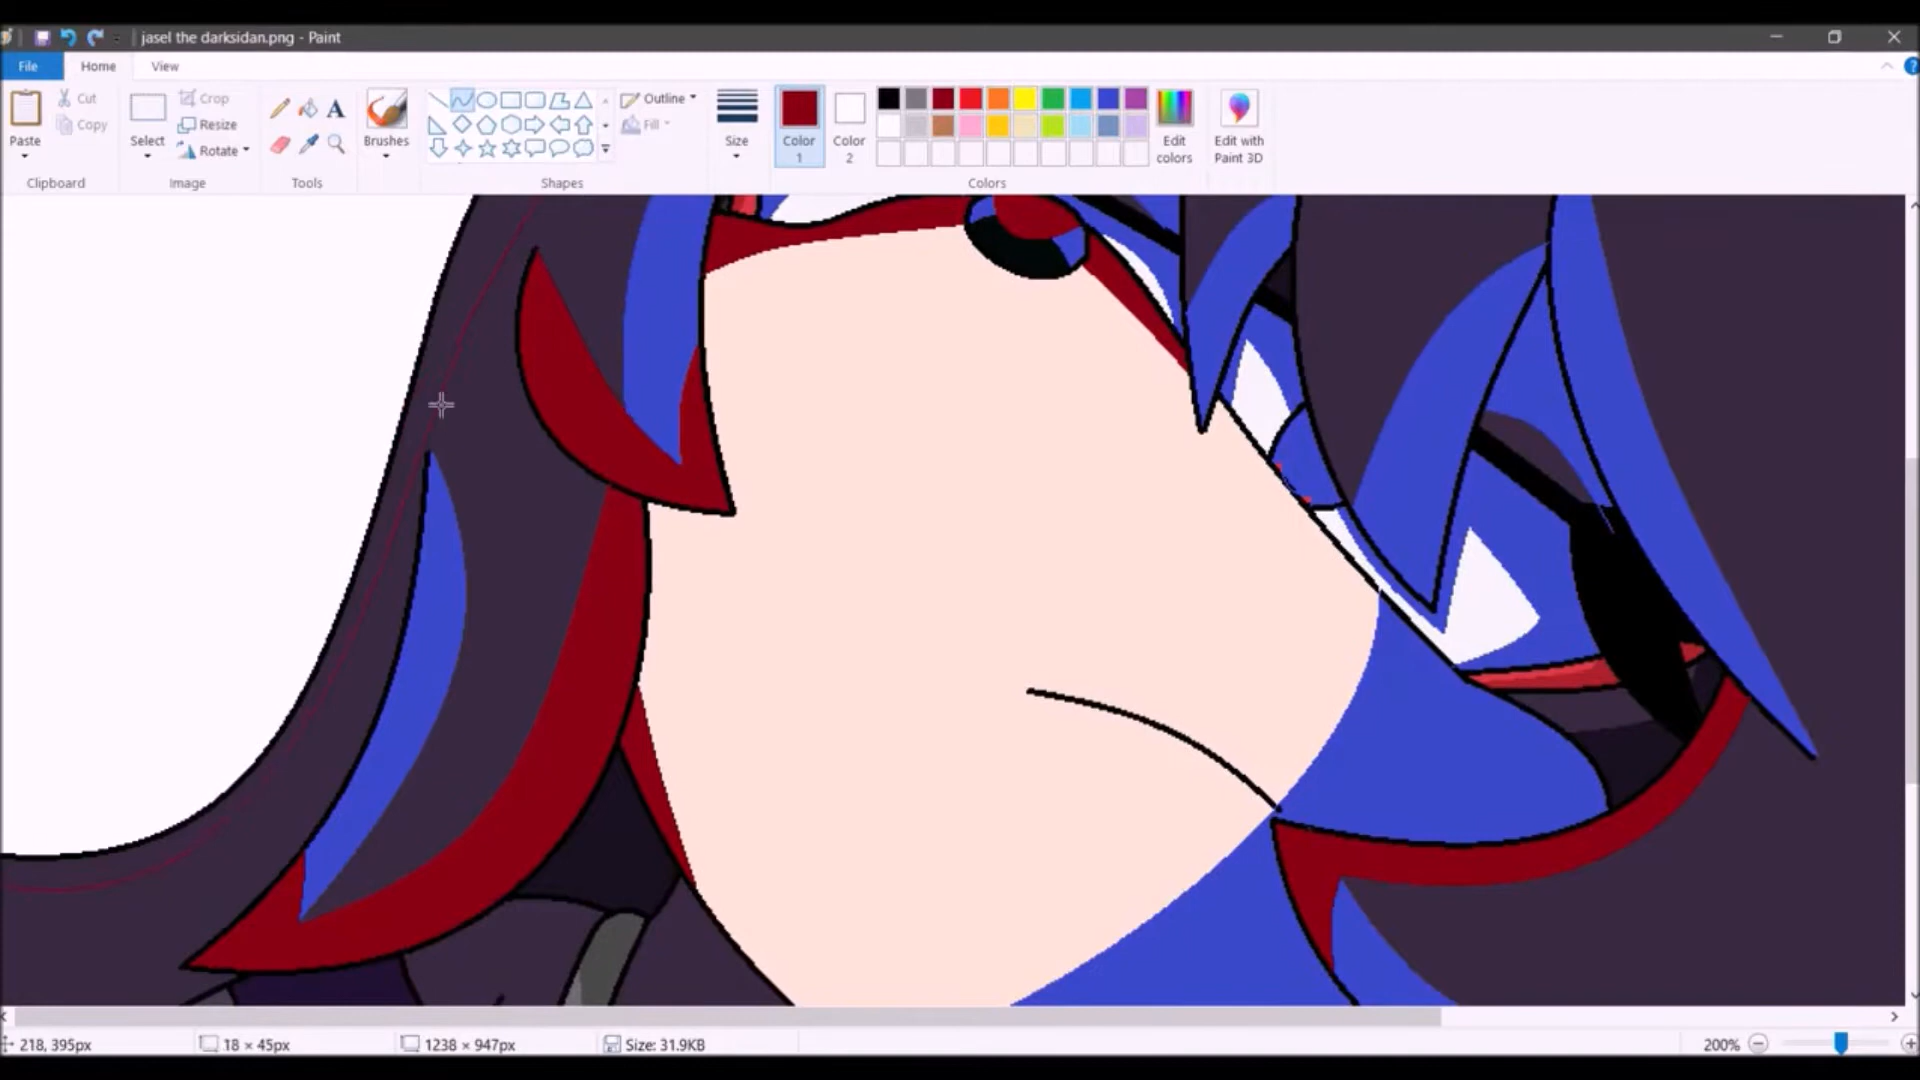 jasel the darksidan.png - Paint
File Home View
Paste
Cut
Copy
Clipboard
Select
Crop
Resize
Rotate
Image
A
Tools
Brushes
Shapes
Outline
Fill
Size
Color 1
Color 2
Colors
Edit colors
Edit with Paint 3D
218, 395px 18 × 45px 1238 × 947px Size: 31.9KB 200%